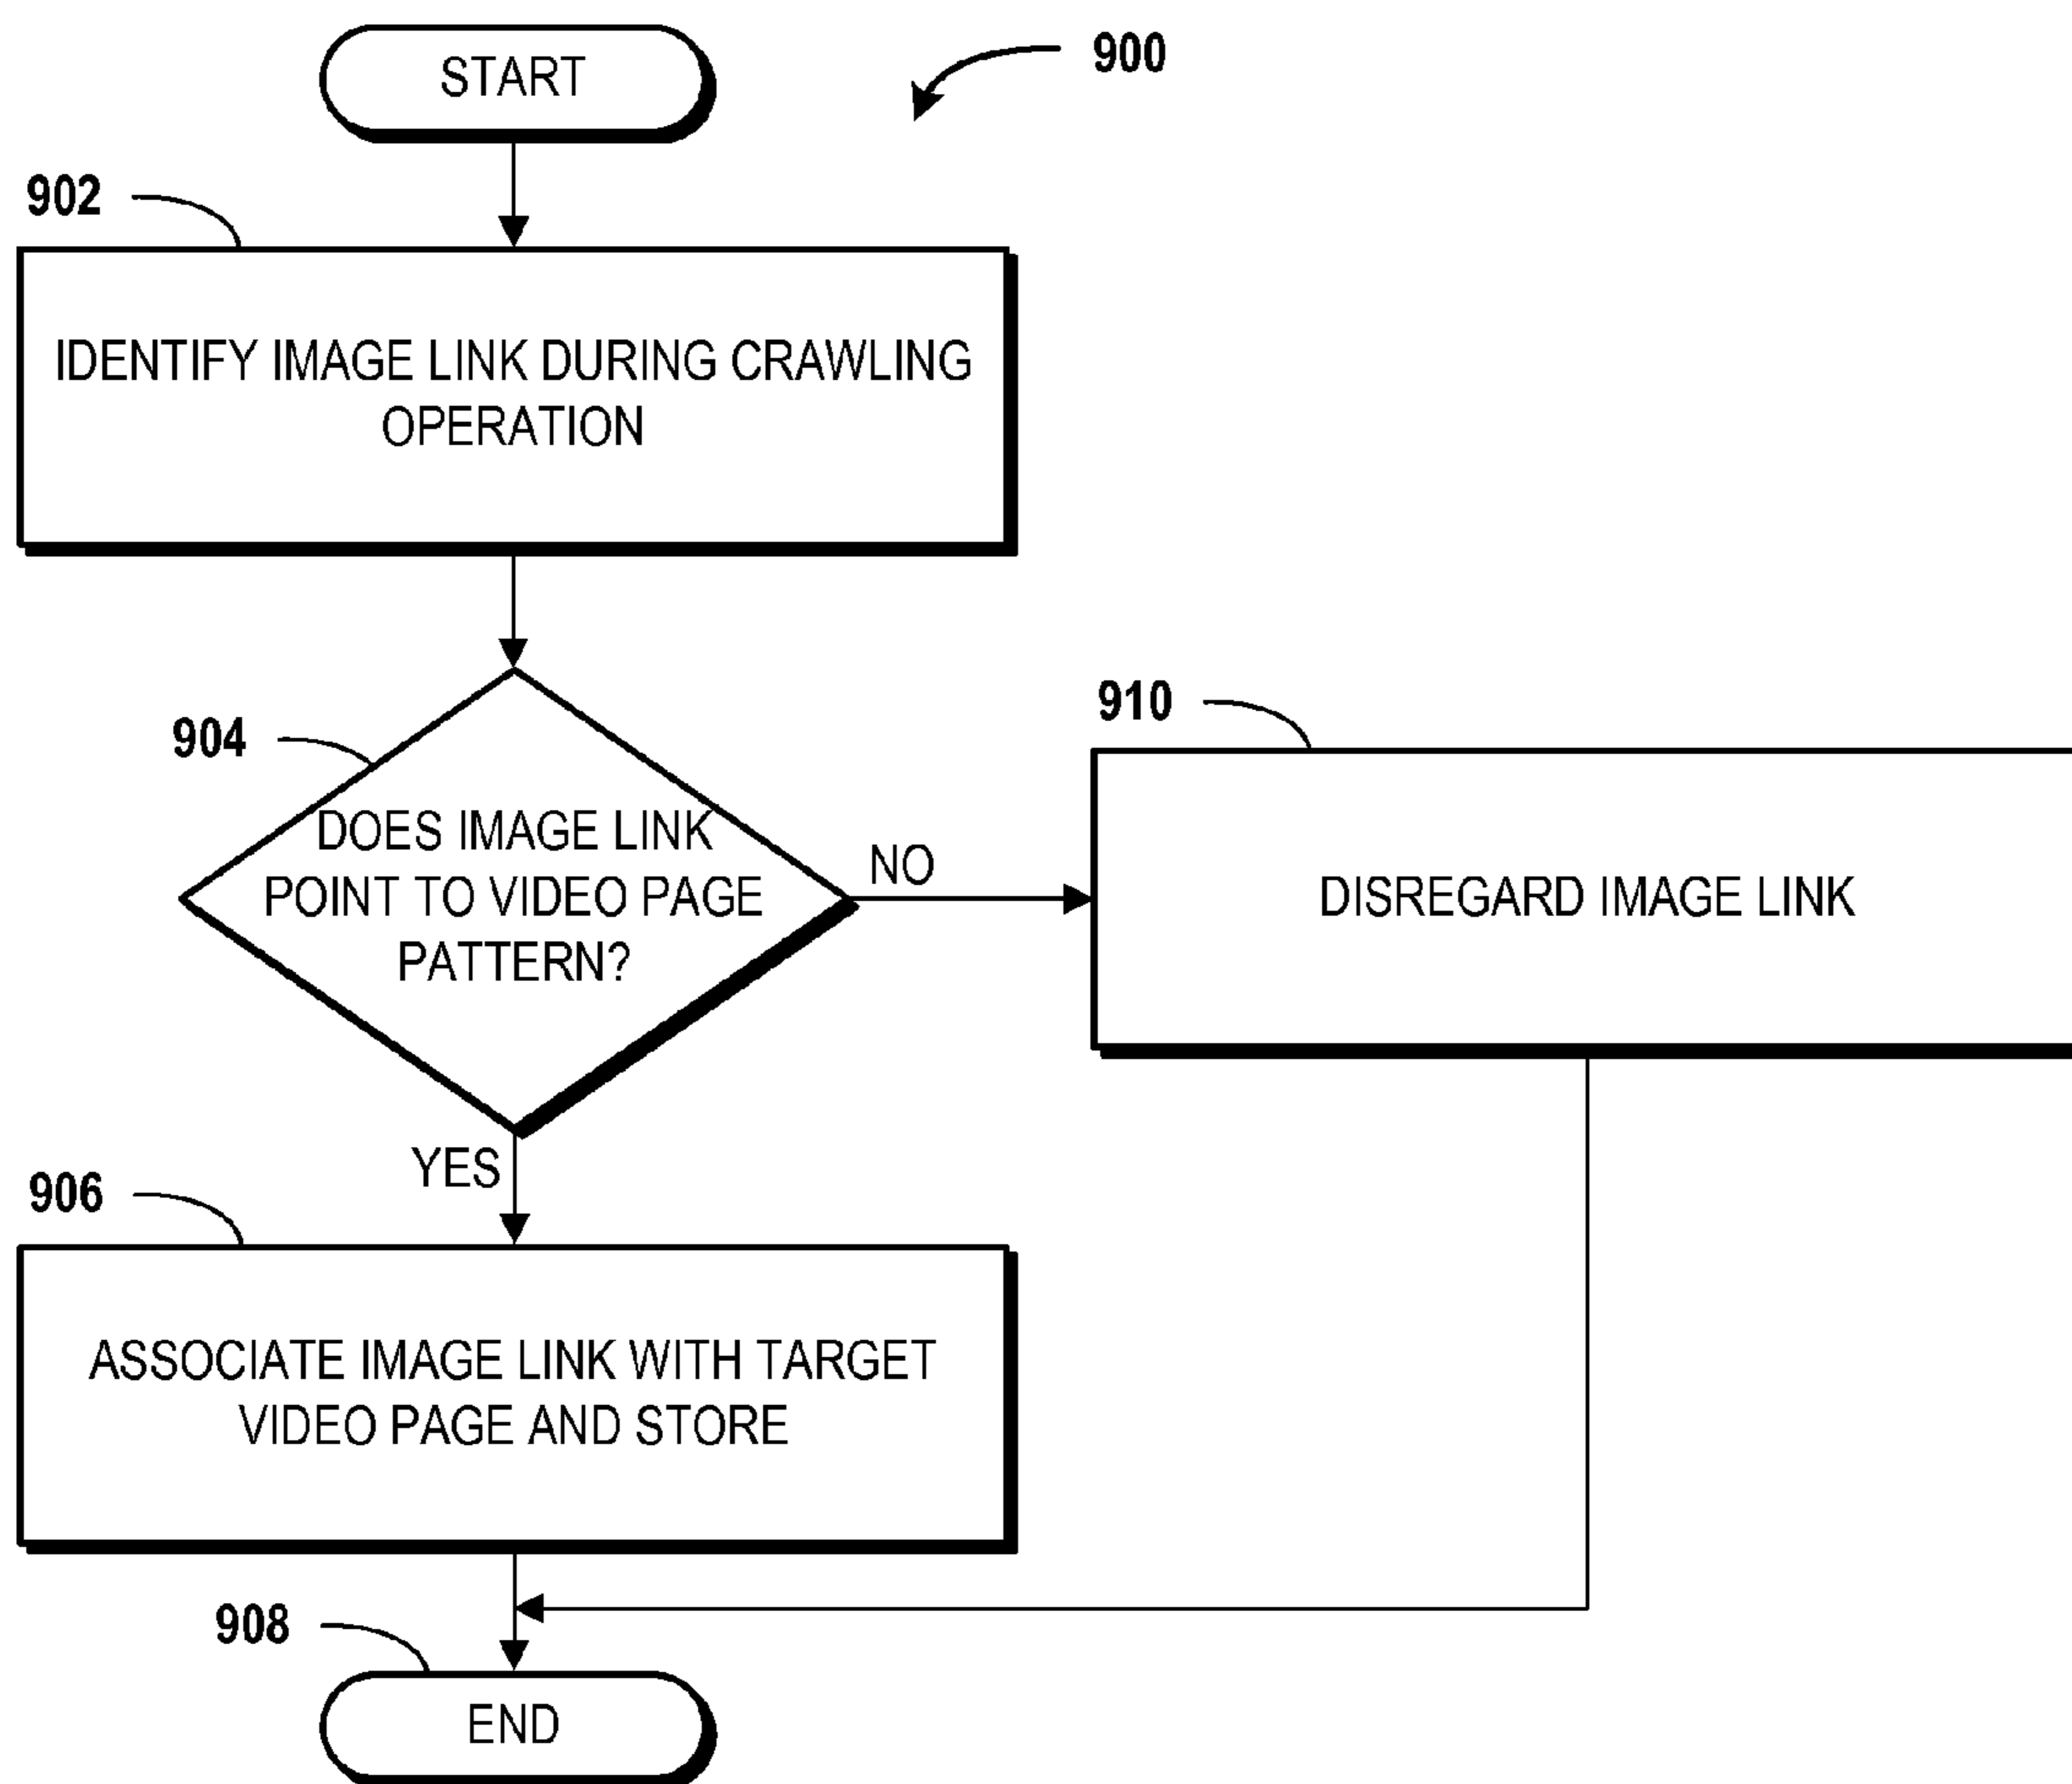 START
900
902
IDENTIFY IMAGE LINK DURING CRAWLING
OPERATION
904
DOES IMAGE LINK
POINT TO VIDEO PAGE
PATTERN?
NO
910
DISREGARD IMAGE LINK
YES
906
ASSOCIATE IMAGE LINK WITH TARGET
VIDEO PAGE AND STORE
908
END